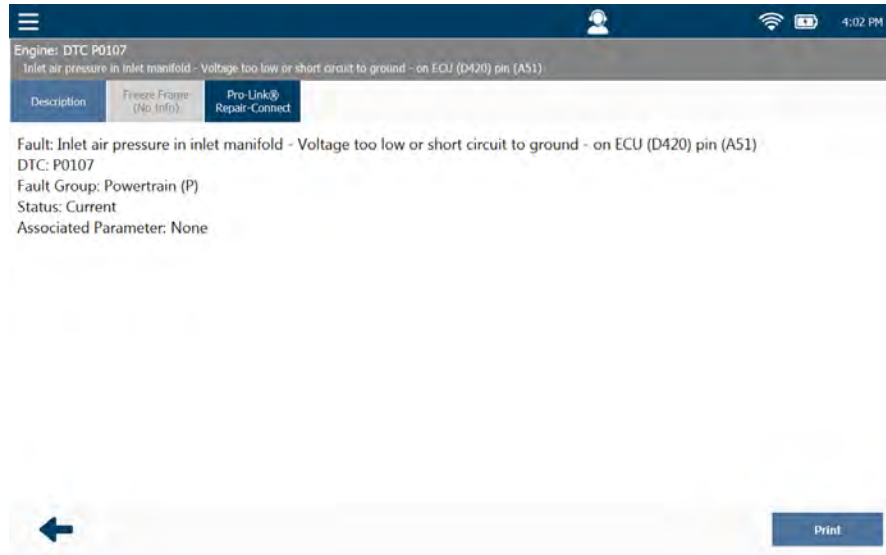 4:02 PM
Engine: DTC P0107
Inlet air pressure in inlet manifold - Voltage too low or short circuit to ground - on ECU (D420) pin (A51)
Description
Freeze Frame
(No Info)
Pro-Link®
Repair-Connect
Fault: Inlet air pressure in inlet manifold - Voltage too low or short circuit to ground - on ECU (D420) pin (A51)
DTC: P0107
Fault Group: Powertrain (P)
Status: Current
Associated Parameter: None
Print